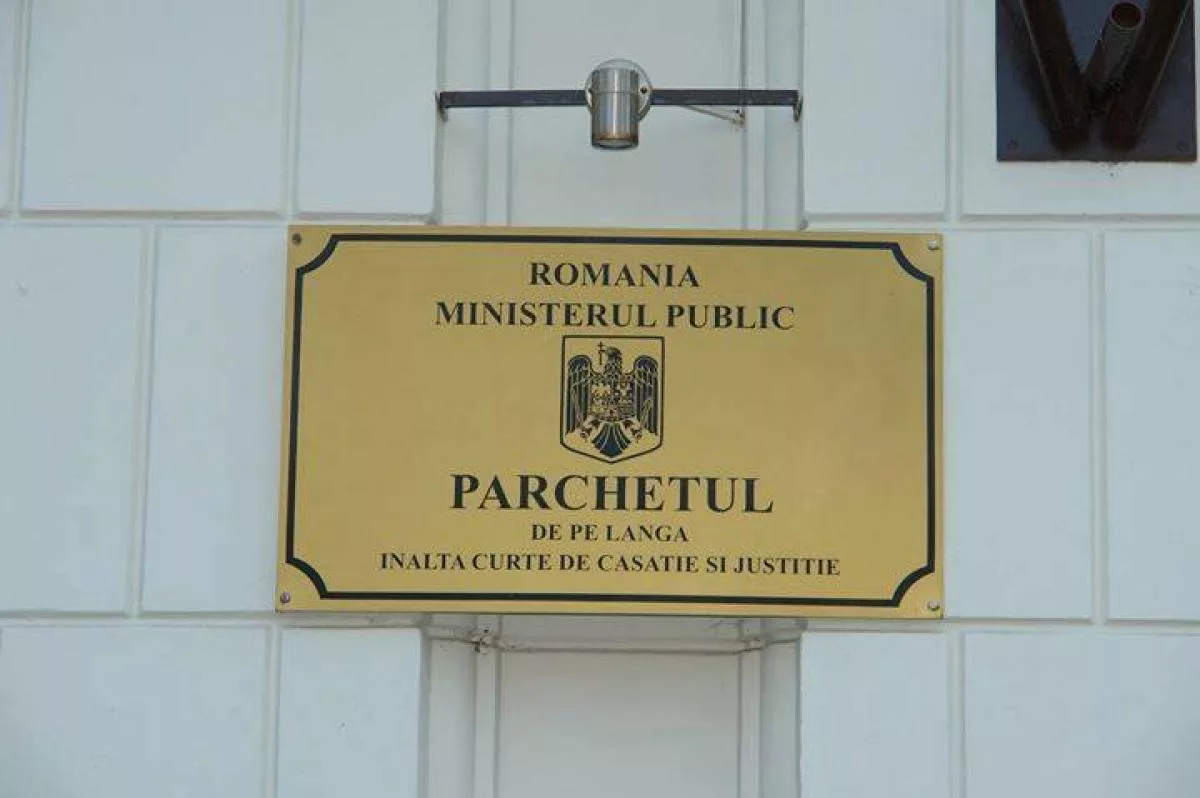 ROMANIA
MINISTERUL PUBLIC
PARCHETUL
DE PE LANGA
INALTA CURTE DE CASATIE SI JUSTITIE